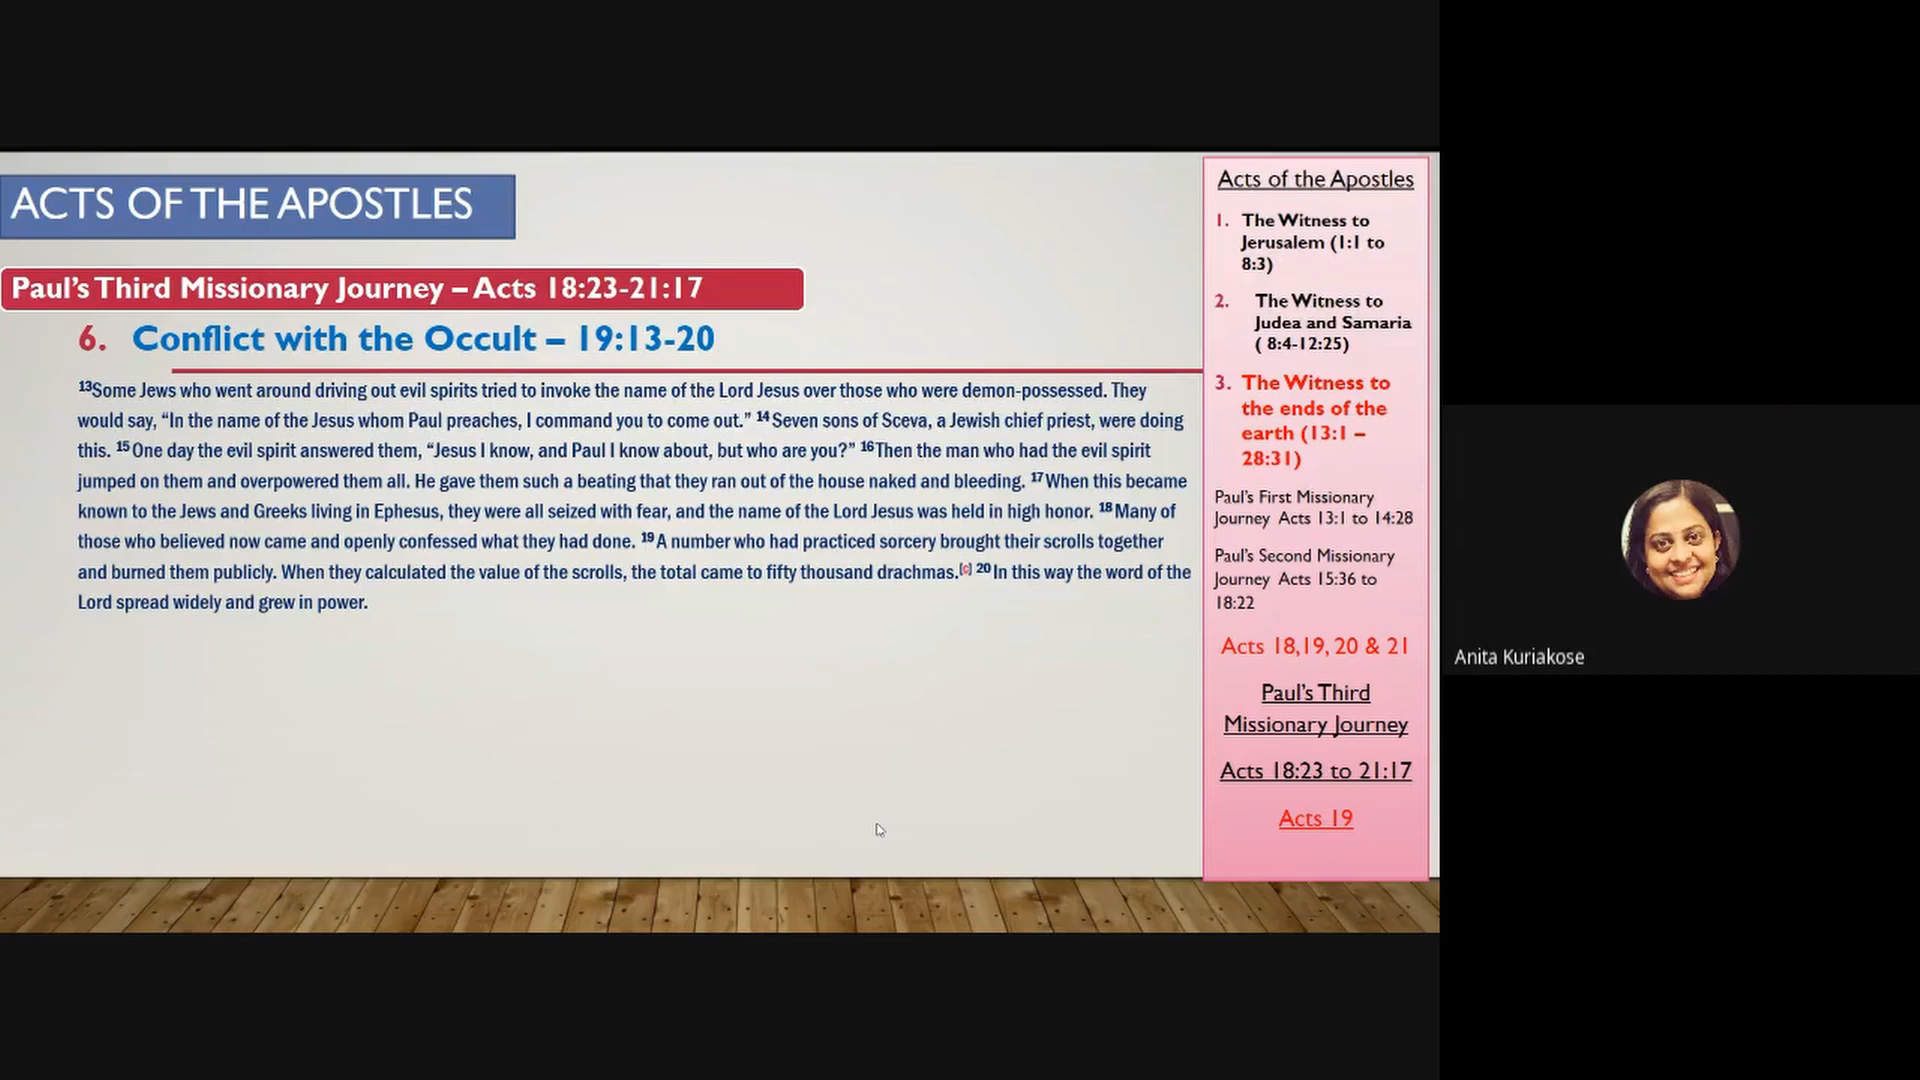 ACTS OF THE APOSTLES
Paul's Third Missionary Journey – Acts 18:23-21:17
6. Conflict with the Occult – 19:13-20
13Some Jews who went around driving out evil spirits tried to invoke the name of the Lord Jesus over those who were demon-possessed. They
would say, “In the name of the Jesus whom Paul preaches, I command you to come out.” 14 Seven sons of Sceva, a Jewish chief priest, were doing
this. 15 One day the evil spirit answered them, “Jesus I know, and Paul I know about, but who are you?” 16 Then the man who had the evil spirit
jumped on them and overpowered them all. He gave them such a beating that they ran out of the house naked and bleeding. 17 When this became
known to the Jews and Greeks living in Ephesus, they were all seized with fear, and the name of the Lord Jesus was held in high honor. 18 Many of
those who believed now came and openly confessed what they had done. 19 A number who had practiced sorcery brought their scrolls together
and burned them publicly. When they calculated the value of the scrolls, the total came to fifty thousand drachmas.[c] 20 In this way the word of the
Lord spread widely and grew in power.
Acts of the Apostles
1. The Witness to
Jerusalem (1:1 to
8:3)
2. The Witness to
Judea and Samaria
( 8:4-12:25)
3. The Witness to
the ends of the
earth (13:1 –
28:31)
Paul's First Missionary
Journey Acts 13:1 to 14:28
Paul's Second Missionary
Journey Acts 15:36 to
18:22
Acts 18,19, 20 & 21
Paul's Third
Missionary Journey
Acts 18:23 to 21:17
Acts 19
Anita Kuriakose